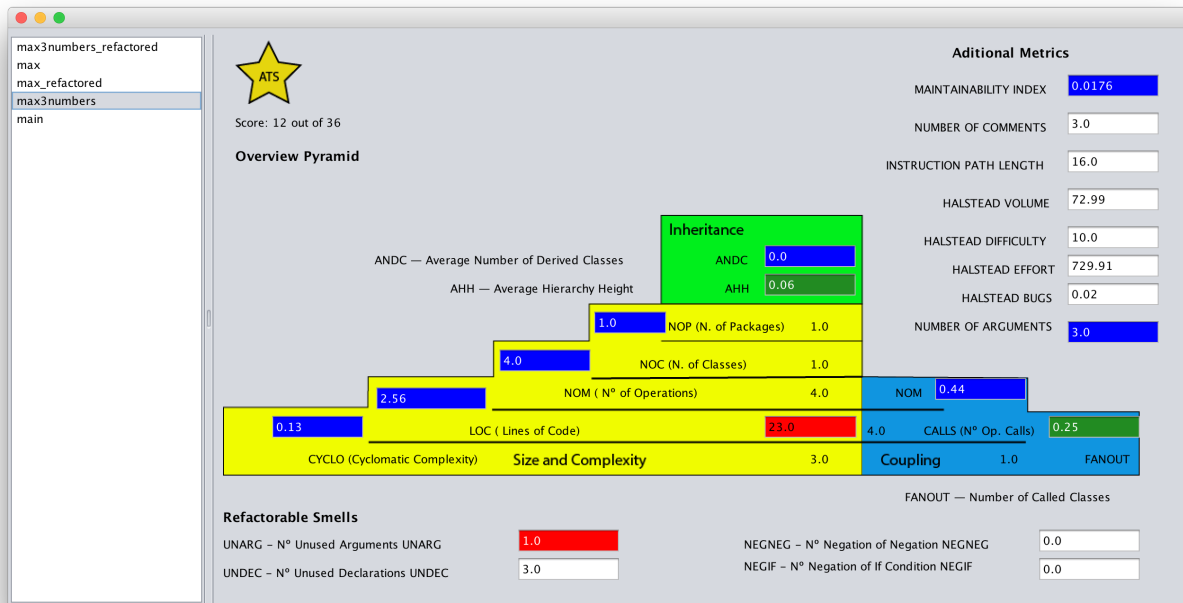 max3numbers_refactored
max
max_refactored
max3numbers
main
ATS
Score: 12 out of 36
Overview Pyramid
Aditional Metrics
MAINTAINABILITY INDEX 0.0176
NUMBER OF COMMENTS 3.0
INSTRUCTION PATH LENGTH 16.0
HALSTEAD VOLUME 72.99
HALSTEAD DIFFICULTY 10.0
HALSTEAD EFFORT 729.91
HALSTEAD BUGS 0.02
NUMBER OF ARGUMENTS 3.0
Inheritance
ANDC — Average Number of Derived Classes ANDC 0.0
AHH — Average Hierarchy Height AHH 0.06
1.0 NOP (N. of Packages) 1.0
4.0 NOC (N. of Classes) 1.0
2.56 NOM ( Nº of Operations) 4.0 NOM 0.44
0.13 LOC ( Lines of Code) 23.0 4.0 CALLS (Nº Op. Calls) 0.25
CYCLO (Cyclomatic Complexity) Size and Complexity 3.0 Coupling 1.0 FANOUT
FANOUT — Number of Called Classes
Refactorable Smells
UNARG - Nº Unused Arguments UNARG 1.0 NEGNEG - Nº Negation of Negation NEGNEG 0.0
UNDEC - Nº Unused Declarations UNDEC 3.0 NEGIF - Nº Negation of If Condition NEGIF 0.0